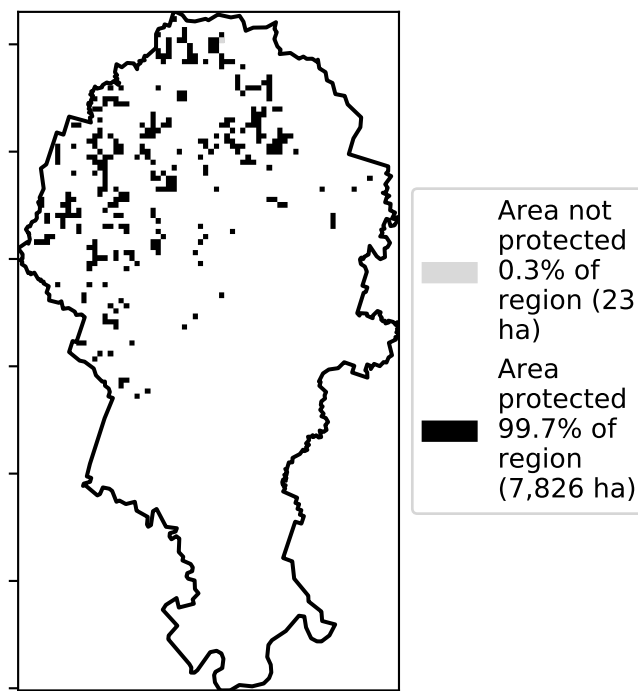 Area not
protected
0.3% of
region (23
ha)
Area
protected
99.7% of
region
(7,826 ha)